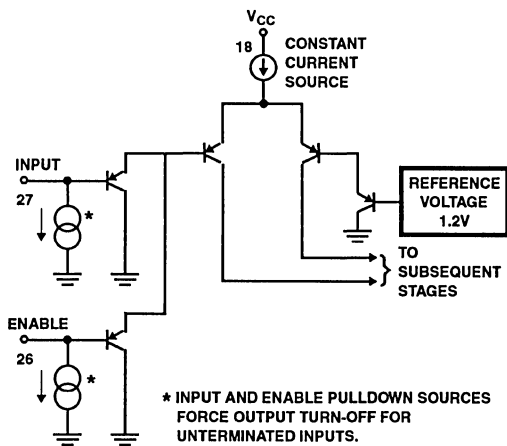 VCC
18
CONSTANT
CURRENT
SOURCE
INPUT
27
*
REFERENCE
VOLTAGE
1.2V
TO
SUBSEQUENT
STAGES
ENABLE
26
*
* INPUT AND ENABLE PULLDOWN SOURCES
FORCE OUTPUT TURN-OFF FOR
UNTERMINATED INPUTS.